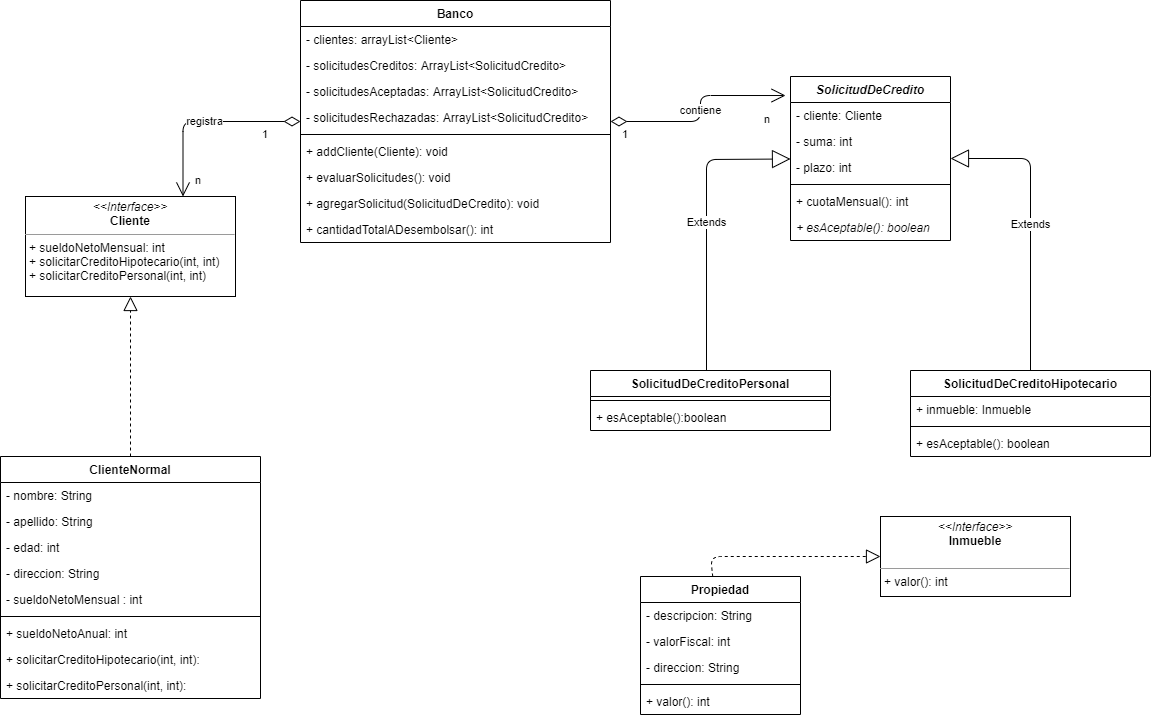 Banco
- clientes: arrayList<Cliente>
- solicitudesCreditos: ArrayList<SolicitudCredito>
- solicitudesAceptadas: ArrayList<SolicitudCredito>
- solicitudesRechazadas: ArrayList<SolicitudCredito>
+ addCliente(Cliente): void
+ evaluarSolicitudes(): void
+ agregarSolicitud(SolicitudDeCredito): void
+ cantidadTotalADesembolsar(): int
registra
1
n
1
contiene
n
SolicitudDeCredito
- cliente: Cliente
- suma: int
- plazo: int
+ cuotaMensual(): int
+ esAceptable(): boolean
<<Interface>>
Cliente
+ sueldoNetoMensual: int
+ solicitarCreditoHipotecario(int, int)
+ solicitarCreditoPersonal(int, int)
Extends
Extends
SolicitudDeCreditoPersonal
+ esAceptable():boolean
SolicitudDeCreditoHipotecario
+ inmueble: Inmueble
+ esAceptable(): boolean
ClienteNormal
- nombre: String
- apellido: String
- edad: int
- direccion: String
- sueldoNetoMensual : int
+ sueldoNetoAnual: int
+ solicitarCreditoHipotecario(int, int):
+ solicitarCreditoPersonal(int, int):
<<Interface>>
Inmueble
+ valor(): int
Propiedad
- descripcion: String
- valorFiscal: int
- direccion: String
+ valor(): int